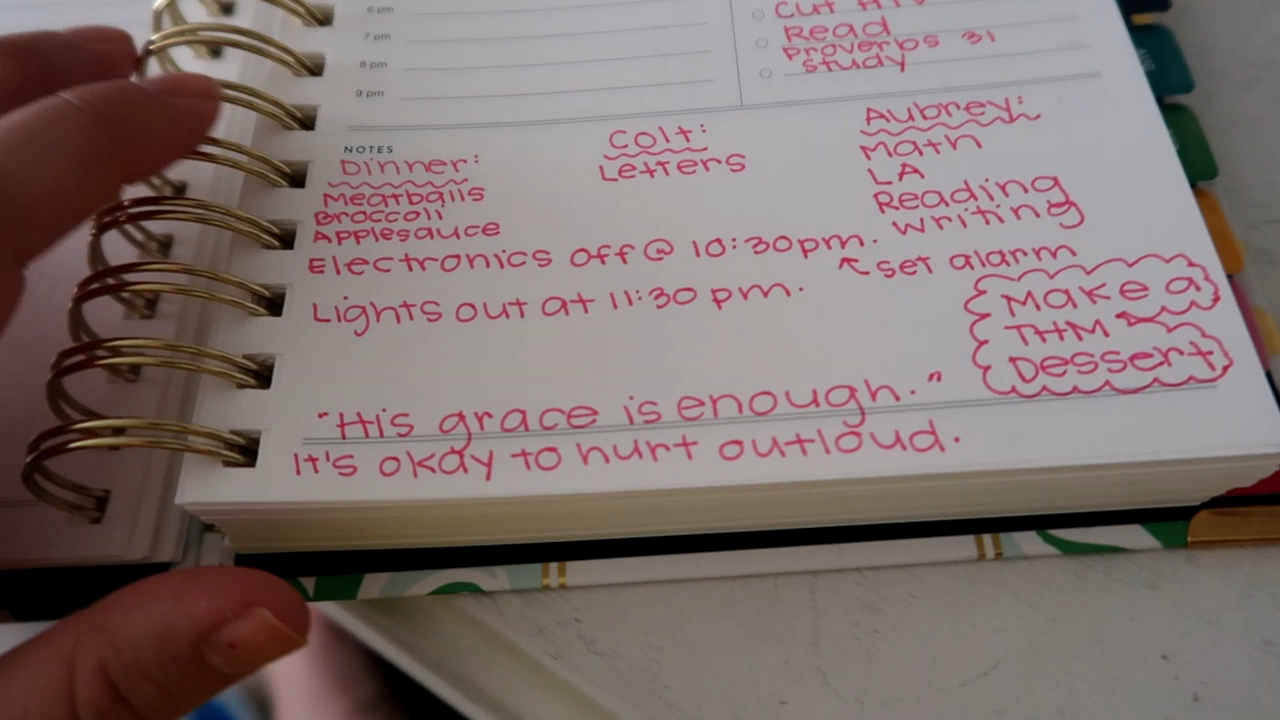 6 pm
7 pm
8 pm
9 pm
Cut
Read
Proverbs 31
study
NOTES
Dinner:
Meatballs
Broccoli
Applesauce
Colt:
Letters
Aubrey:
Math
LA
Reading
Writing
Electronics off @ 10:30pm.
set alarm
Lights out at 11:30 pm.
Make a
THM
Dessert
"His grace is enough."
It's okay to hurt outloud.